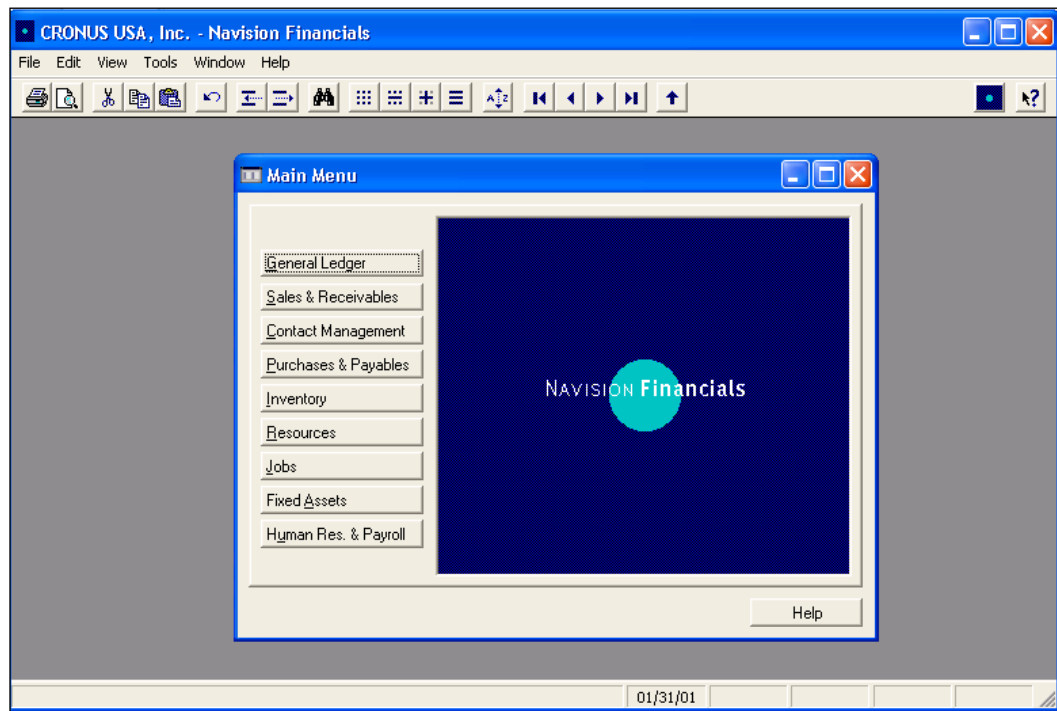 CRONUS USA, Inc. - Navision Financials
File Edit View Tools Window Help
Main Menu
General Ledger
Sales & Receivables
Contact Management
Purchases & Payables
Inventory
Resources
Jobs
Fixed Assets
Human Res. & Payroll
NAVISION Financials
Help
01/31/01